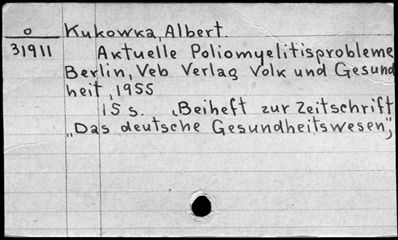 o Kukowka, Albert.
31911 Aktuelle Poliomyelitisprobleme
Berlin, Veb Verlag Volk und Gesund
heit, 1955
15 s. „Beiheft zur Zeitschrift
„Das deutsche Gesundheitswesen",